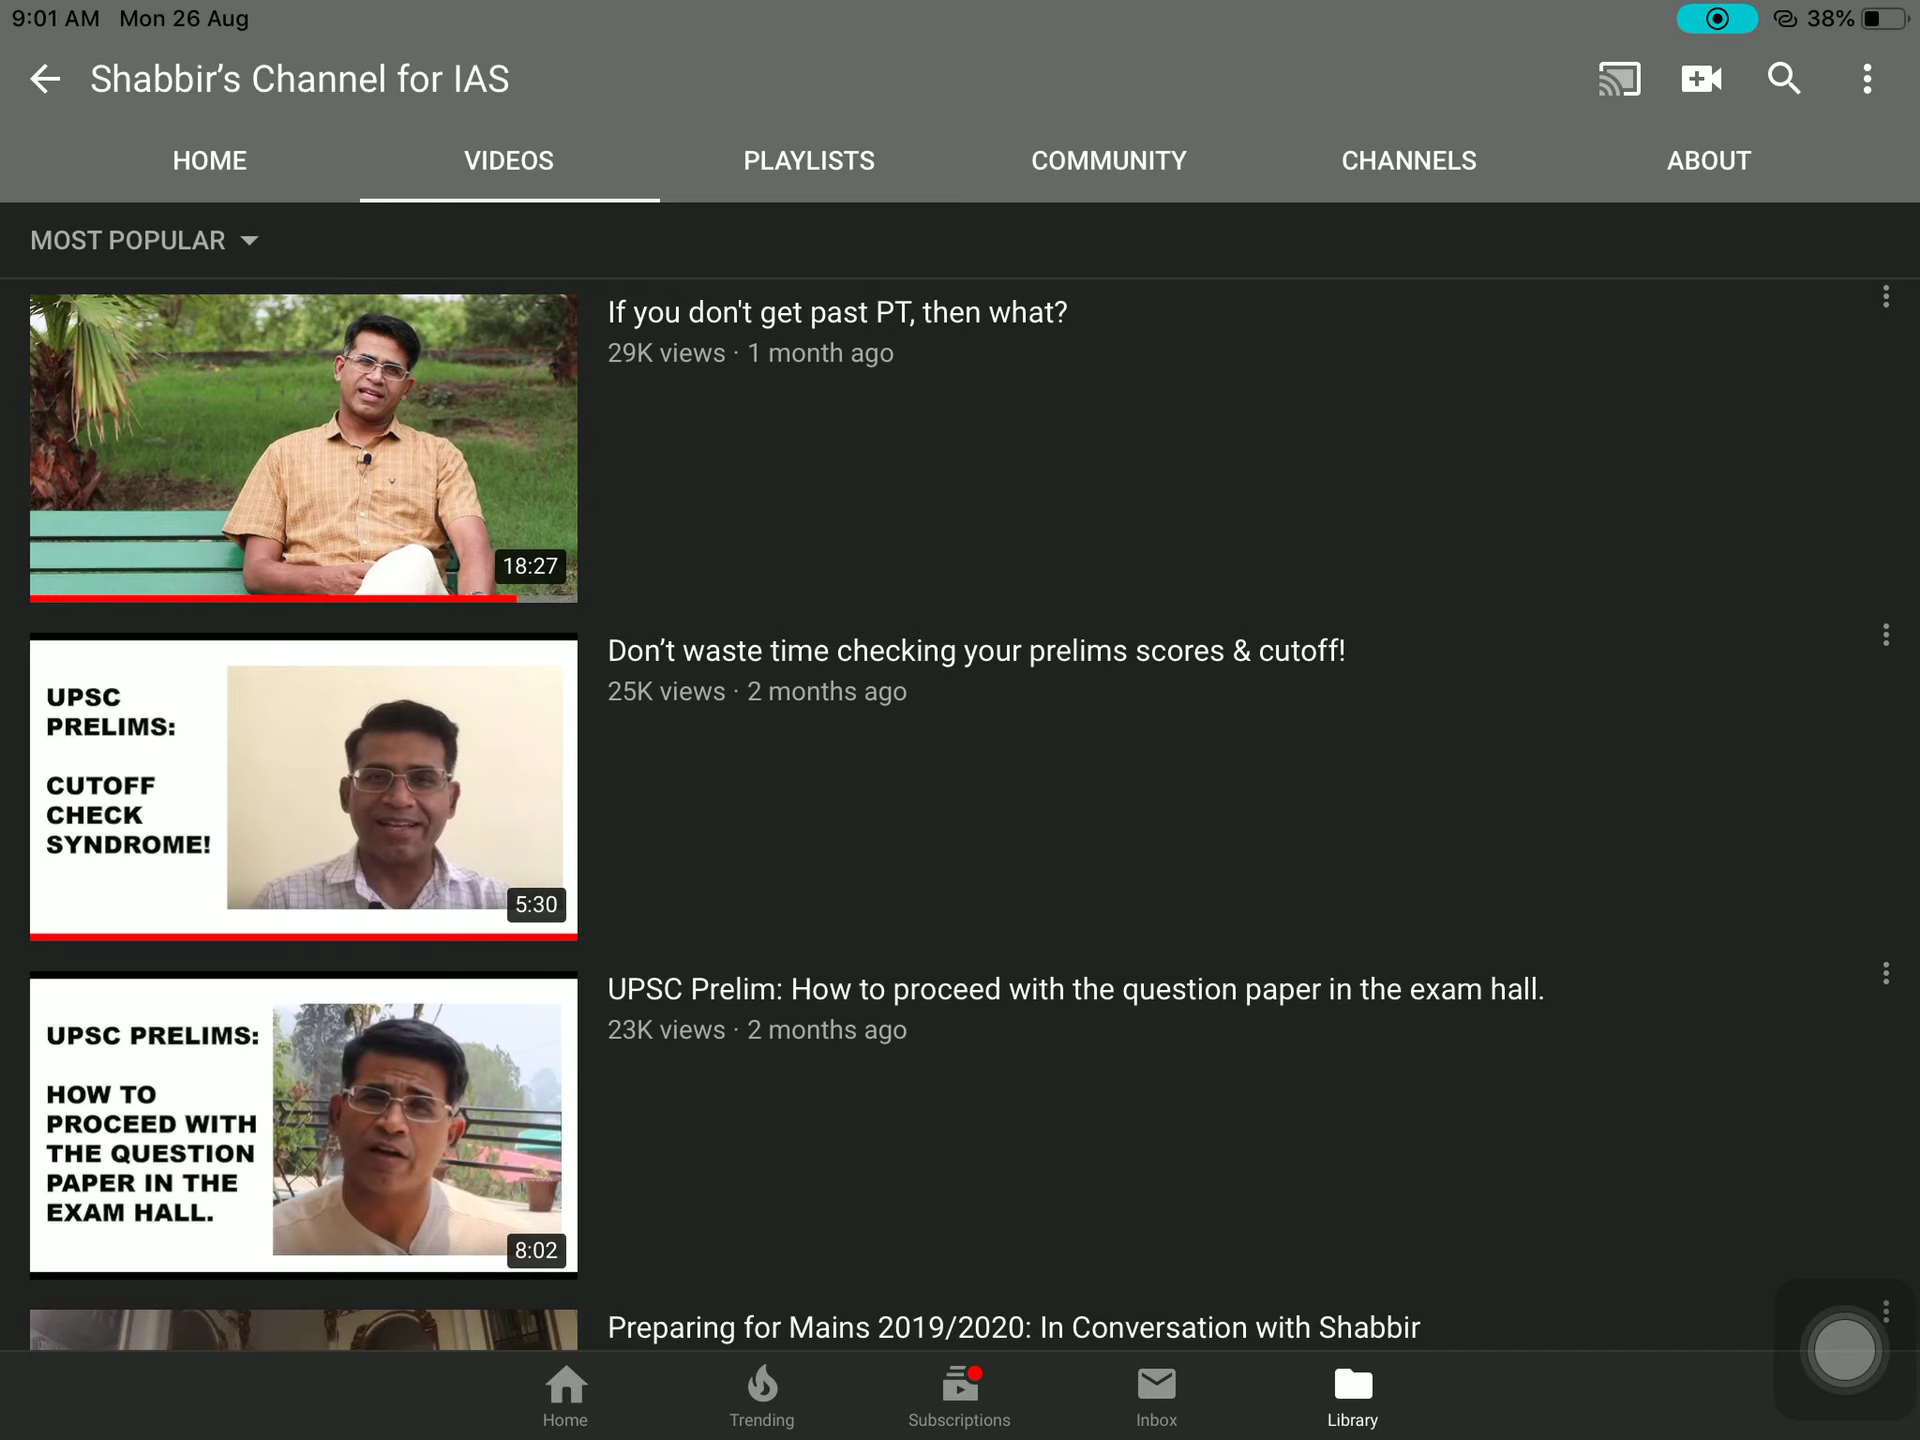 9:01 AM Mon 26 Aug
38%
Shabbir’s Channel for IAS
HOME VIDEOS PLAYLISTS COMMUNITY CHANNELS ABOUT
MOST POPULAR
If you don't get past PT, then what?
29K views · 1 month ago
18:27
Don’t waste time checking your prelims scores & cutoff!
25K views · 2 months ago
UPSC
PRELIMS:
CUTOFF
CHECK
SYNDROME!
5:30
UPSC Prelim: How to proceed with the question paper in the exam hall.
23K views · 2 months ago
UPSC PRELIMS:
HOW TO
PROCEED WITH
THE QUESTION
PAPER IN THE
EXAM HALL.
8:02
Preparing for Mains 2019/2020: In Conversation with Shabbir
Home Trending Subscriptions Inbox Library